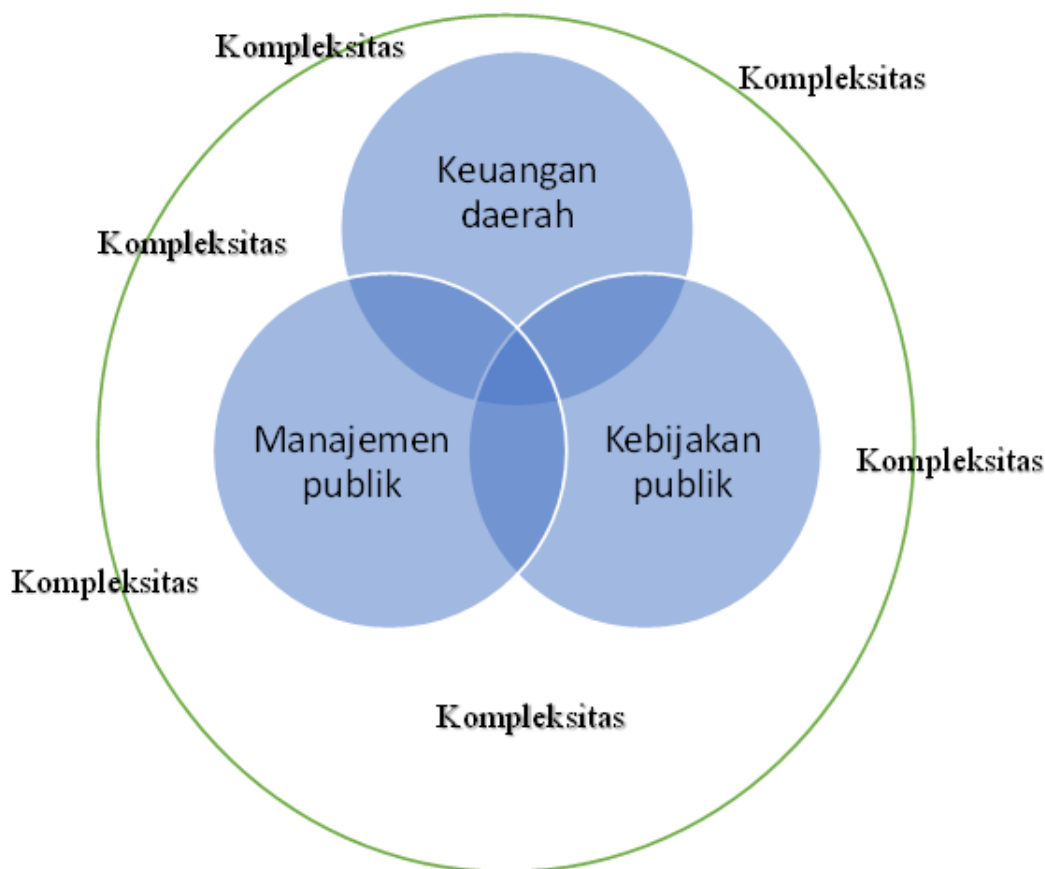 Kompleksitas
Kompleksitas
Keuangan
daerah
Kompleksitas
Manajemen
publik
Kebijakan
publik
Kompleksitas
Kompleksitas
Kompleksitas